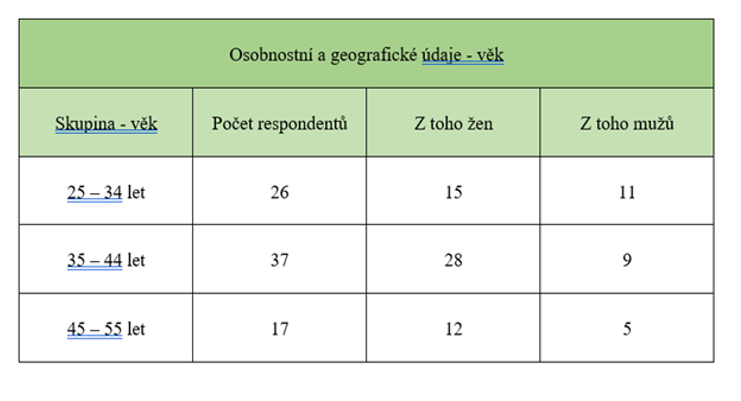 Osobnostní a geografické údaje - věk
Skupina - věk Počet respondentů Z toho žen Z toho mužů
25 – 34 let 26 15 11
35 – 44 let 37 28 9
45 – 55 let 17 12 5